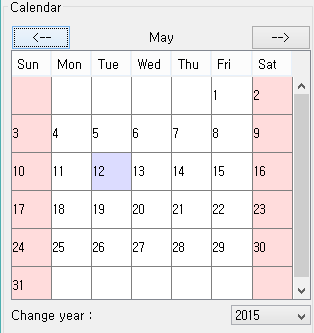 Calendar
<-- May -->
Sun Mon Tue Wed Thu Fri Sat
1 2
3 4 5 6 7 8 9
10 11 12 13 14 15 16
17 18 19 20 21 22 23
24 25 26 27 28 29 30
31
Change year : 2015